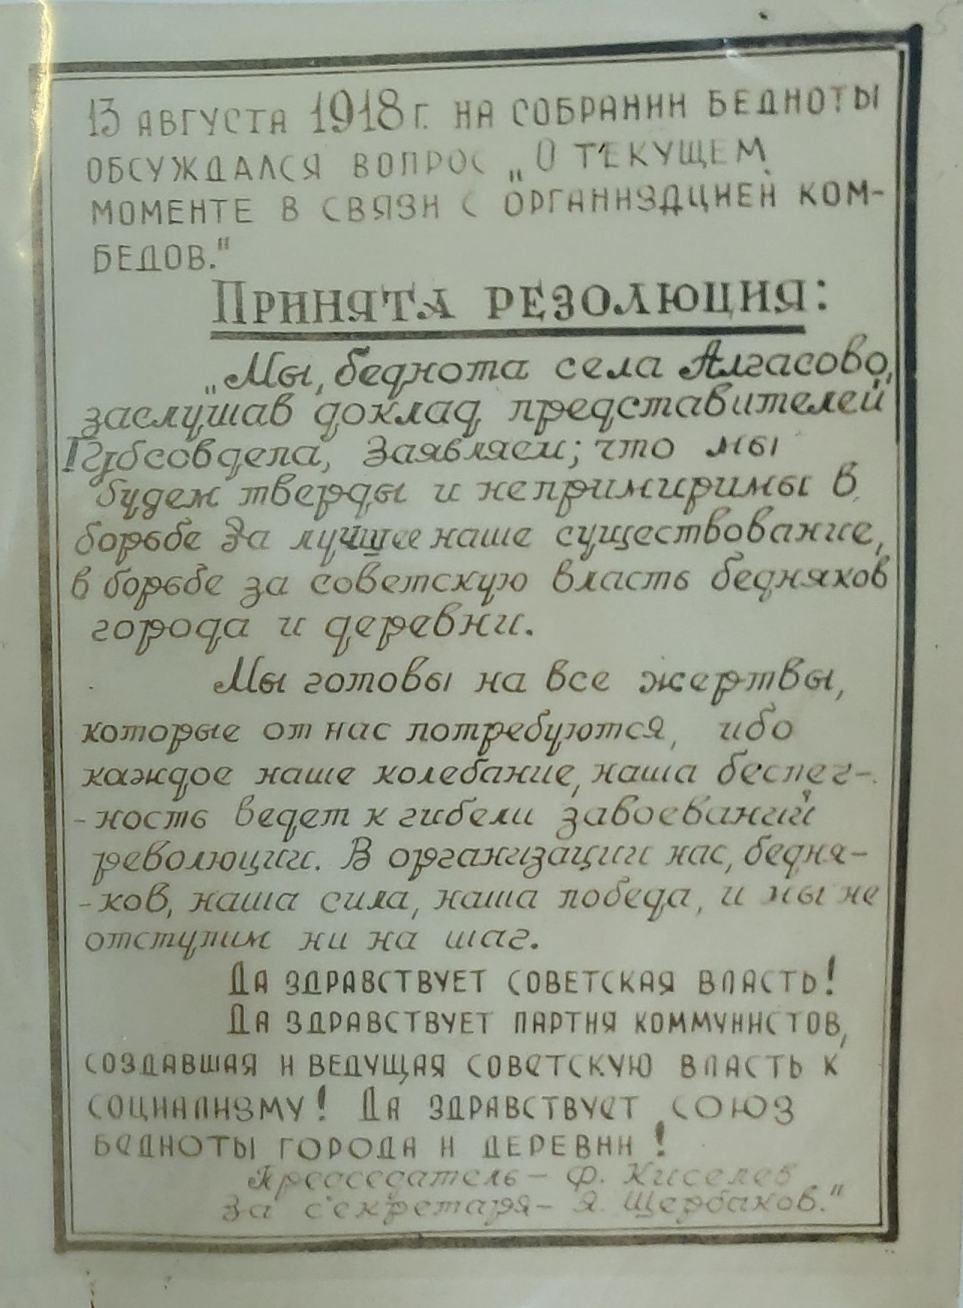 13 АВГУСТА 1918 Г. НА СОБРАНИИ БЕДНОТЫ
ОБСУЖДАЛСЯ ВОПРОС „О ТЕКУЩЕМ
МОМЕНТЕ В СВЯЗИ С ОРГАНИЗАЦИЕЙ КОМ-
БЕДОВ."
ПРИНЯТА РЕЗОЛЮЦИЯ:
„Мы, беднота села Алгасово,
заслушав доклад представителей
Губсовдепа, Заявляем; что мы
будем тверды и непримиримы в
борьбе за лучшее наше существование,
в борьбе за советскую власть бедняков
города и деревни.
Мы готовы на все жертвы,
которые от нас потребуются, ибо
каждое наше колебание, наша беспеч-
-ность ведет к гибели завоеваний
революции. В организации нас, бедня-
-ков, наша сила, наша победа, и мы не
отступим ни на шаг.
ДА ЗДРАВСТВУЕТ СОВЕТСКАЯ ВЛАСТЬ!
ДА ЗДРАВСТВУЕТ ПАРТИЯ КОММУНИСТОВ,
СОЗДАВШАЯ И ВЕДУЩАЯ СОВЕТСКУЮ ВЛАСТЬ К
СОЦИАЛИЗМУ! ДА ЗДРАВСТВУЕТ СОЮЗ
БЕДНОТЫ ГОРОДА И ДЕРЕВНИ!
Председатель – Ф. Киселев.
За секретаря – Я. Щербаков."